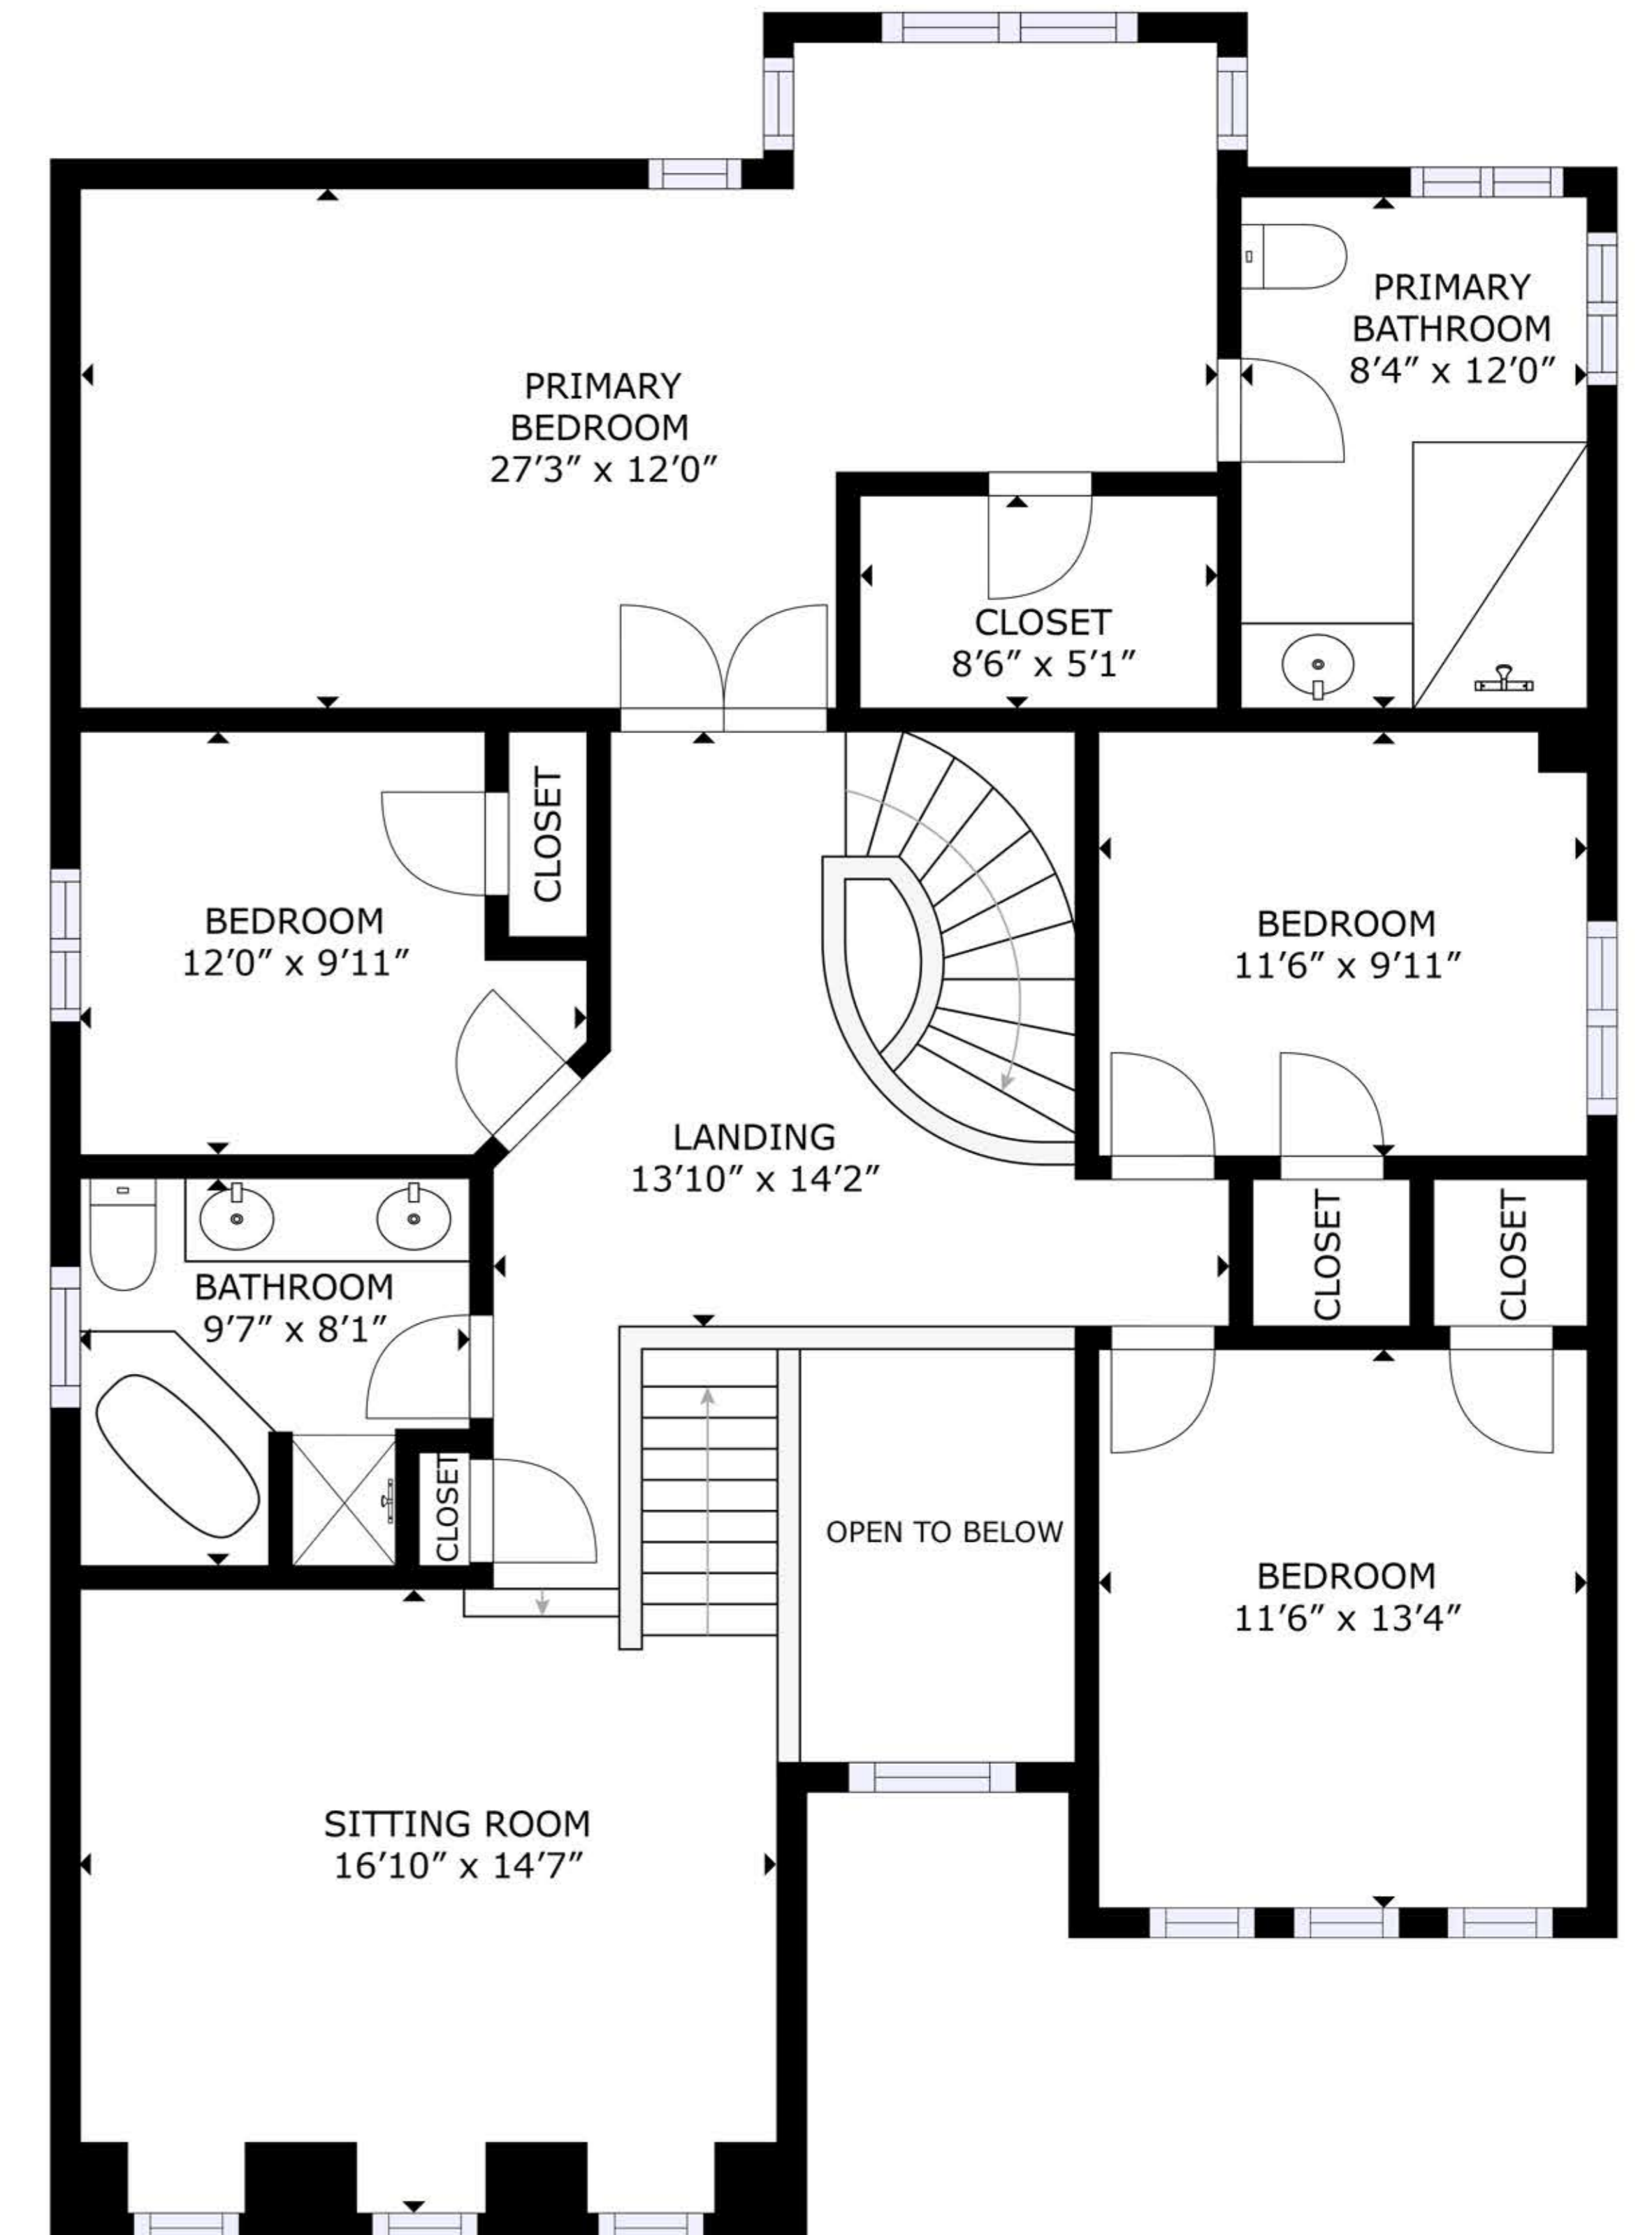 PRIMARY
BATHROOM
8'4" x 12'0"
PRIMARY
BEDROOM
27'3" x 12'0"
CLOSET
8'6" x 5'1"
CLOSET
BEDROOM
12'0" x 9'11"
BEDROOM
11'6" x 9'11"
LANDING
13'10" x 14'2"
CLOSET
CLOSET
BATHROOM
9'7" x 8'1"
CLOSET
OPEN TO BELOW
BEDROOM
11'6" x 13'4"
SITTING ROOM
16'10" x 14'7"